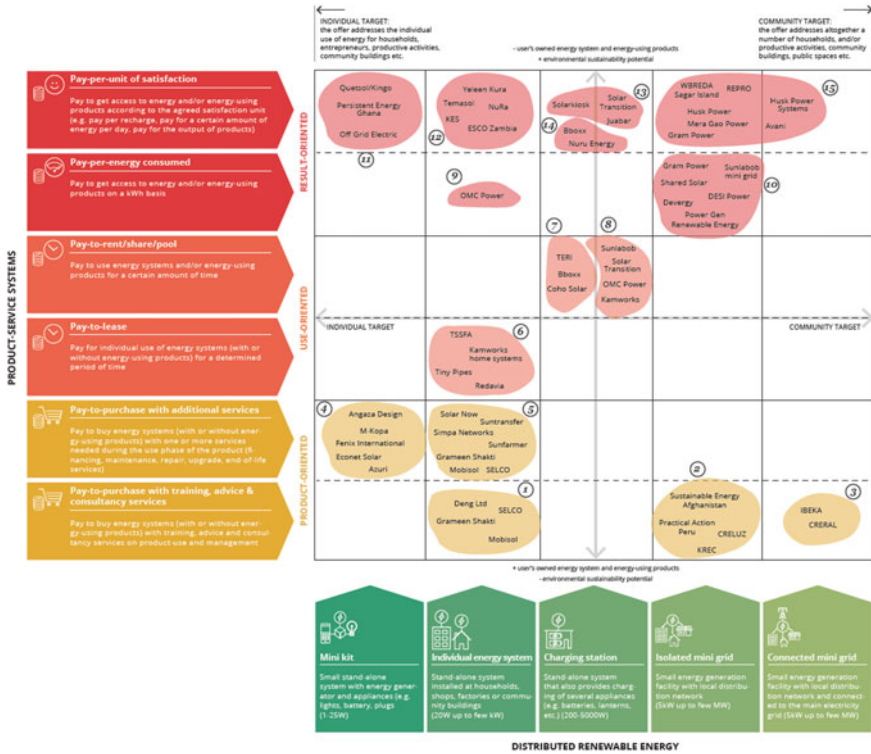 INDIVIDUAL TARGET:
the offer addresses the individual
use of energy for households,
entrepreneurs, productive activities,
community buildings etc.
- user's owned energy system and energy-using products
+ environmental sustainability potential
COMMUNITY TARGET:
the offer addresses altogether a
number of households, and/or
productive activities, community
buildings, public spaces etc.
PRODUCT-SERVICE SYSTEMS
RESULT-ORIENTED
Pay-per-unit of satisfaction
Pay to get access to energy and/or energy-using
products according to the agreed satisfaction unit
(e.g. pay per recharge, pay for a certain amount of
energy per day, pay for the output of products)
Quetsol/Kingo
Persistent Energy
Ghana
Off Grid Electric
11
Yeleen Kura
Temasol
NuRa
KES
ESCO Zambia
12
Solarkiosk
Solar
Transition
Juabar
13
14
Bboxx
Nuru Energy
WBREDA
Sagar Island
REPRO
Husk Power
Mera Gao Power
Gram Power
Husk Power
Systems
Avani
15
Pay-per-energy consumed
Pay to get access to energy and/or energy-using
products on a kWh basis
9
OMC Power
Gram Power
Sunlabob
mini grid
Shared Solar
DESI Power
Devergy
Power Gen
Renewable Energy
10
USE-ORIENTED
Pay-to-rent/share/pool
Pay to use energy systems and/or energy-using
products for a certain amount of time
7
TERI
Bboxx
Coho Solar
8
Sunlabob
Solar
Transition
OMC Power
Kamworks
INDIVIDUAL TARGET
COMMUNITY TARGET
Pay-to-lease
Pay for individual use of energy systems (with or
without energy-using products) for a determined
period of time
6
TSSFA
Kamworks
home systems
Tiny Pipes
Redavia
PRODUCT-ORIENTED
Pay-to-purchase with additional services
Pay to buy energy systems (with or without ener-
gy-using products) with one or more services
needed during the use phase of the product (fi-
nancing, maintenance, repair, upgrade, end-of-life
services)
4
Angaza Design
M-Kopa
Fenix International
Econet Solar
Azuri
5
Solar Now
Suntransfer
Simpa Networks
Sunfarmer
Grameen Shakti
Mobisol
SELCO
Pay-to-purchase with training, advice &
consultancy services
Pay to buy energy systems (with or without ener-
gy-using products) with training, advice and consul-
tancy services on product-use and management
1
Deng Ltd
SELCO
Grameen Shakti
Mobisol
2
Sustainable Energy
Afghanistan
Practical Action
Peru
CRELUZ
KREC
3
IBEKA
CRERAL
+ user's owned energy system and energy-using products
- environmental sustainability potential
Mini kit
Small stand-alone
system with energy gener-
ator and appliances (e.g.
lights, battery, plugs
(1-25W)
Individual energy system
Stand-alone system
installed at households,
shops, factories or commu-
nity buildings
(20W up to few kW)
Charging station
Stand-alone system
that also provides charg-
ing of several appliances
(e.g. batteries, lanterns,
etc.) (200-5000W)
Isolated mini grid
Small energy generation
facility with local distribu-
tion network
(5kW up to few MW)
Connected mini grid
Small energy generation
facility with local distribu-
tion network and connect-
ed to the main electricity
grid (5kW up to few MW)
DISTRIBUTED RENEWABLE ENERGY